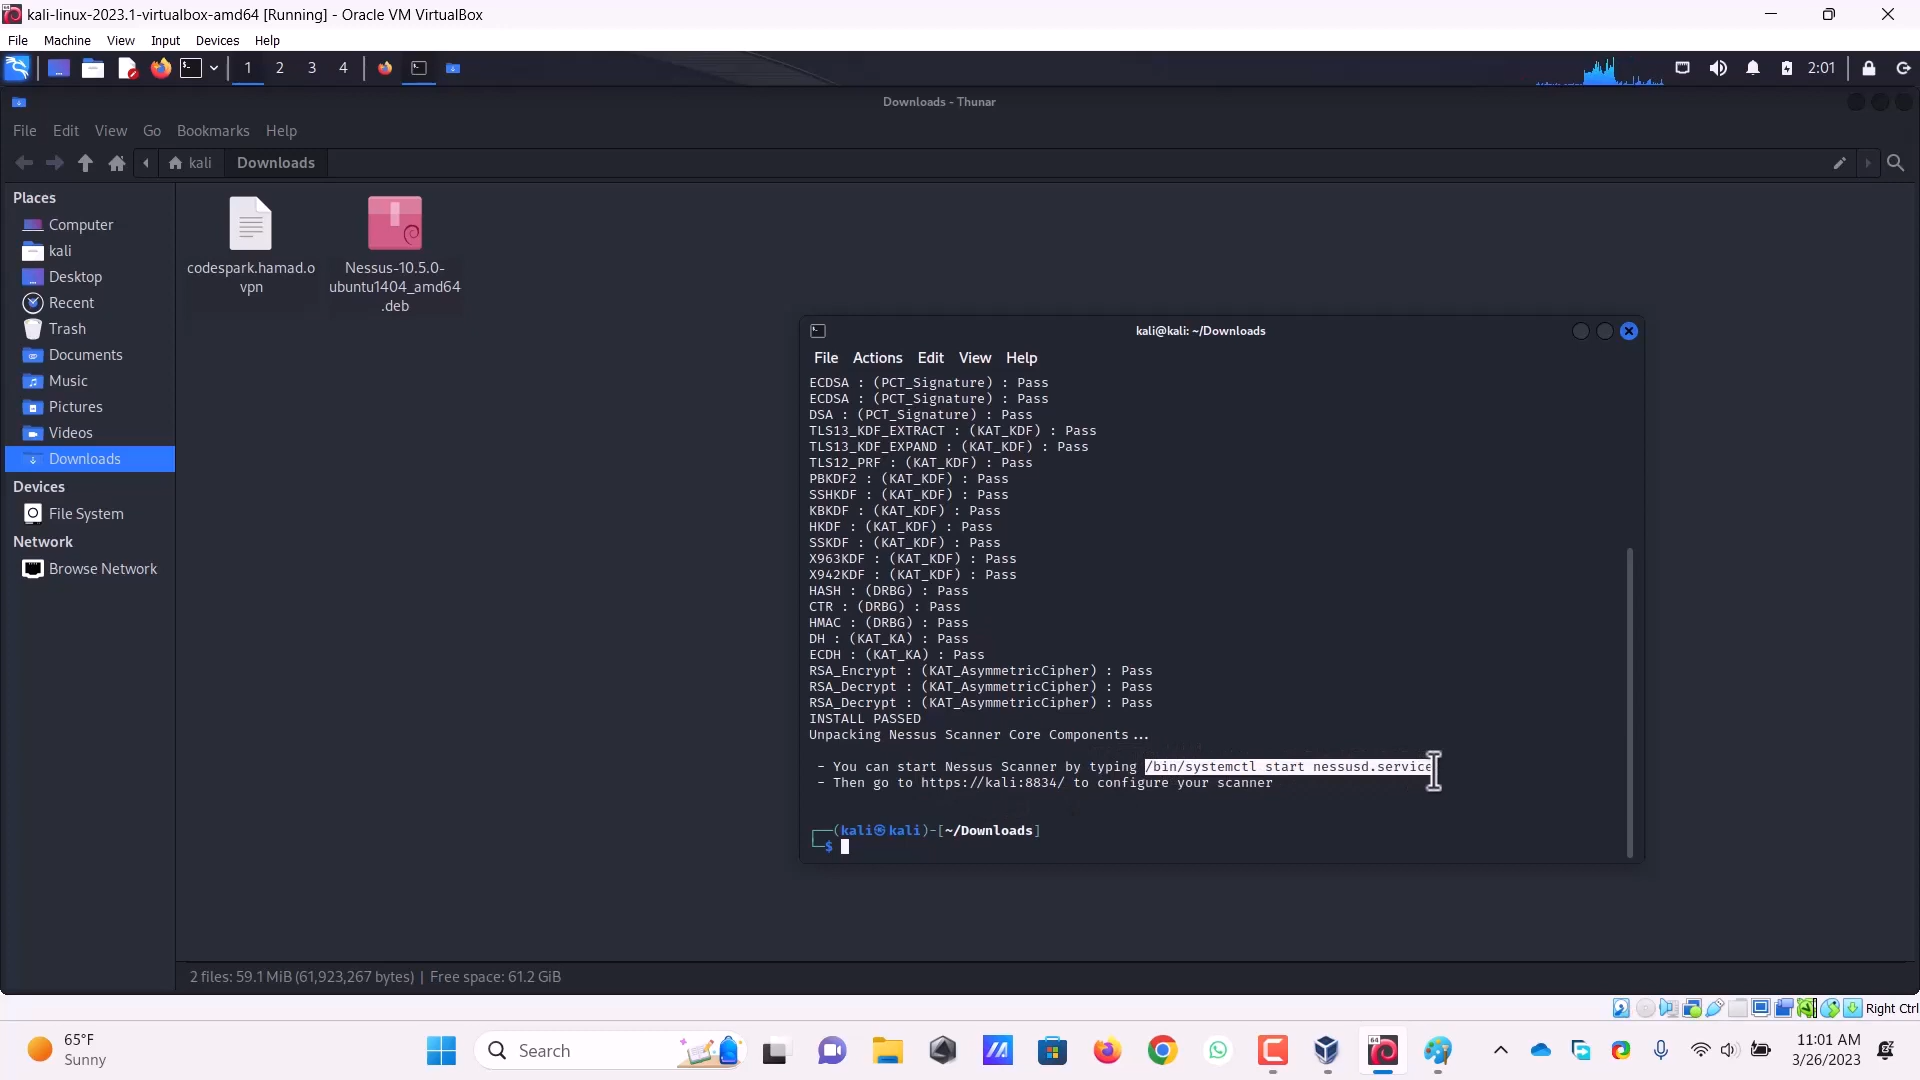 kali-linux-2023.1-virtualbox-amd64 [Running] - Oracle VM VirtualBox
File Machine View Input Devices Help
1 2 3 4 2:01
Downloads - Thunar
File Edit View Go Bookmarks Help
kali Downloads
Places
Computer
kali
Desktop
Recent
Trash
Documents
Music
Pictures
Videos
Downloads
Devices
File System
Network
Browse Network
codespark.hamad.o
vpn
Nessus-10.5.0-
ubuntu1404_amd64
.deb
kali@kali: ~/Downloads
File Actions Edit View Help
ECDSA : (PCT_Signature) : Pass
ECDSA : (PCT_Signature) : Pass
DSA : (PCT_Signature) : Pass
TLS13_KDF_EXTRACT : (KAT_KDF) : Pass
TLS13_KDF_EXPAND : (KAT_KDF) : Pass
TLS12_PRF : (KAT_KDF) : Pass
PBKDF2 : (KAT_KDF) : Pass
SSHKDF : (KAT_KDF) : Pass
KBKDF : (KAT_KDF) : Pass
HKDF : (KAT_KDF) : Pass
SSKDF : (KAT_KDF) : Pass
X963KDF : (KAT_KDF) : Pass
X942KDF : (KAT_KDF) : Pass
HASH : (DRBG) : Pass
CTR : (DRBG) : Pass
HMAC : (DRBG) : Pass
DH : (KAT_KA) : Pass
ECDH : (KAT_KA) : Pass
RSA_Encrypt : (KAT_AsymmetricCipher) : Pass
RSA_Decrypt : (KAT_AsymmetricCipher) : Pass
RSA_Decrypt : (KAT_AsymmetricCipher) : Pass
INSTALL PASSED
Unpacking Nessus Scanner Core Components...
- You can start Nessus Scanner by typing /bin/systemctl start nessusd.service
- Then go to https://kali:8834/ to configure your scanner
(kali㉿kali)-[~/Downloads]
$
2 files: 59.1 MiB (61,923,267 bytes) | Free space: 61.2 GiB
Right Ctrl
65°F
Sunny
Search
11:01 AM
3/26/2023